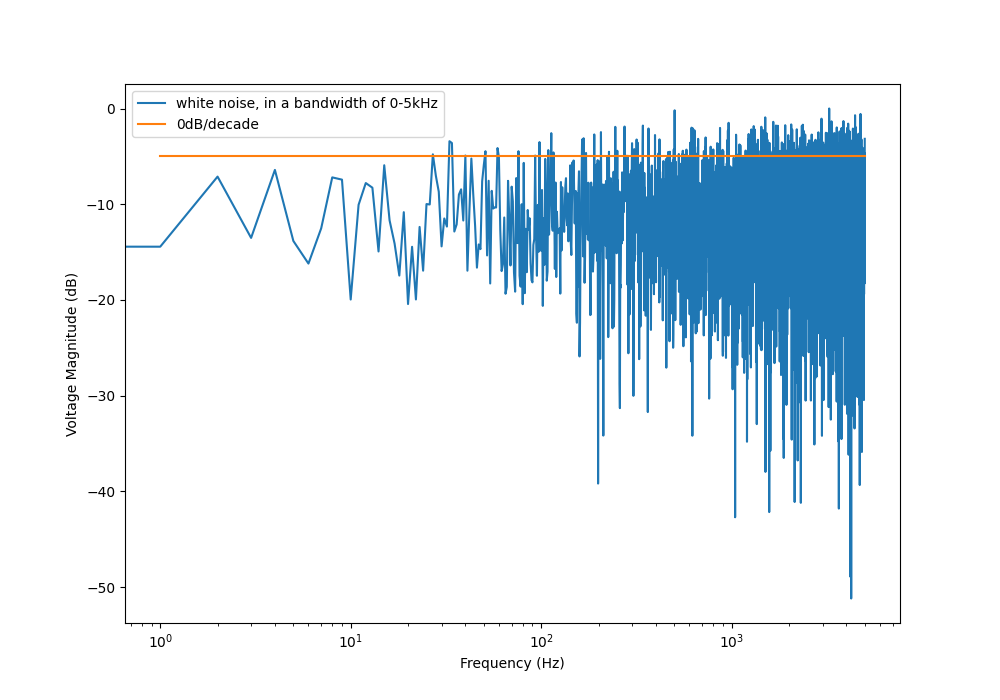 white noise, in a bandwidth of 0-5kHz
0dB/decade
0
−10
−20
−30
−40
−50
Voltage Magnitude (dB)
10⁰ 10¹ 10² 10³
Frequency (Hz)